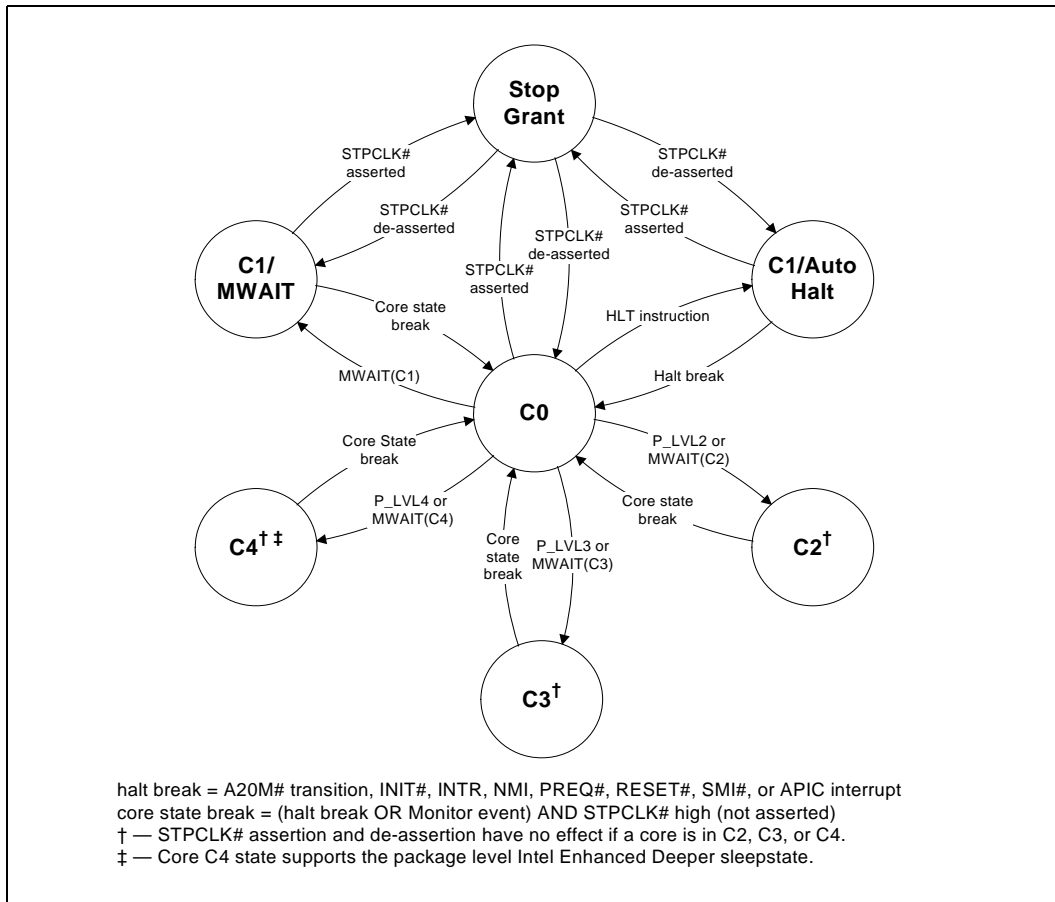 Stop
Grant
STPCLK#
asserted
STPCLK#
de-asserted
STPCLK#
de-asserted
STPCLK#
asserted
C1/
MWAIT
STPCLK#
de-asserted
STPCLK#
asserted
C1/Auto
Halt
Core state
break
HLT instruction
MWAIT(C1)
Halt break
C0
Core State
break
P_LVL2 or
MWAIT(C2)
P_LVL4 or
MWAIT(C4)
Core state
break
C4† ‡
Core
state
break
P_LVL3 or
MWAIT(C3)
C2†
C3†
halt break = A20M# transition, INIT#, INTR, NMI, PREQ#, RESET#, SMI#, or APIC interrupt
core state break = (halt break OR Monitor event) AND STPCLK# high (not asserted)
† — STPCLK# assertion and de-assertion have no effect if a core is in C2, C3, or C4.
‡ — Core C4 state supports the package level Intel Enhanced Deeper sleepstate.